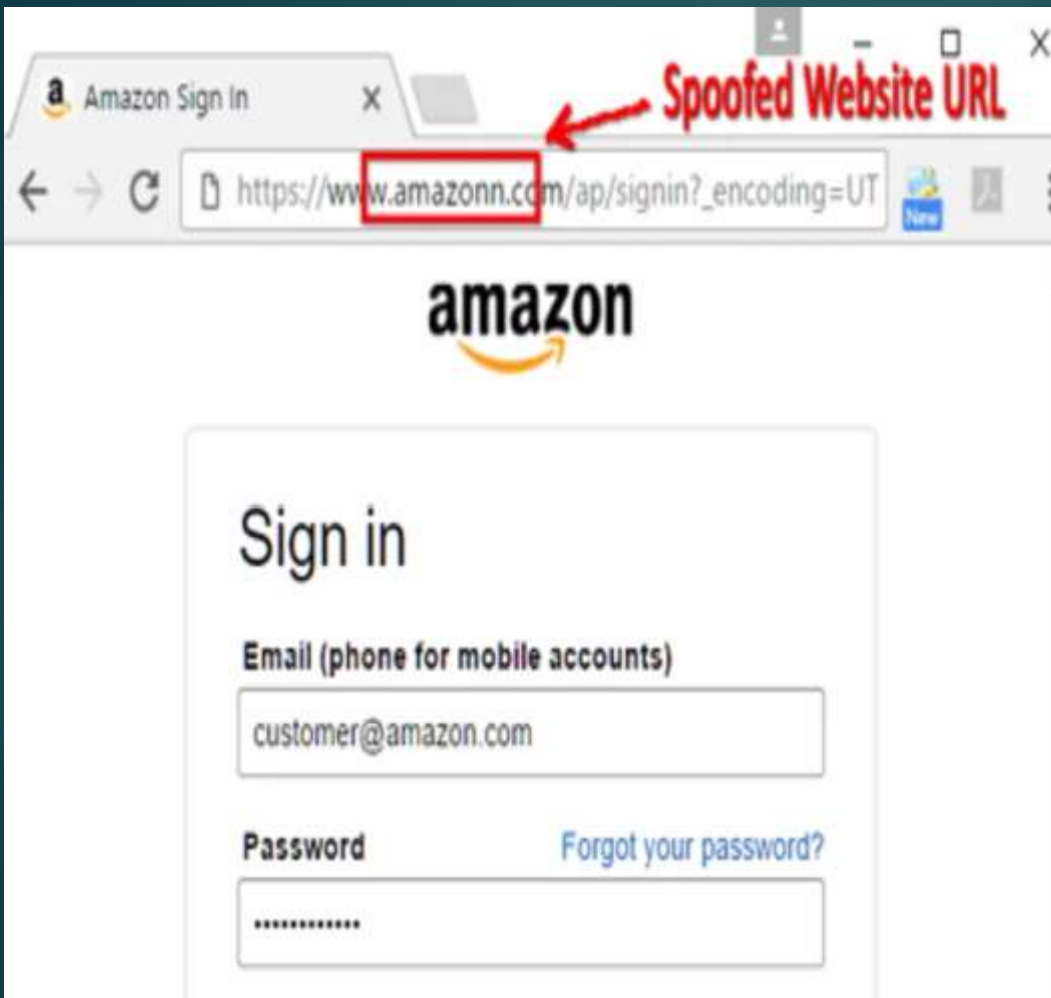 a Amazon Sign In
Spoofed Website URL
https://www.amazonn.com/ap/signin?_encoding=UT
New
amazon
Sign in
Email (phone for mobile accounts)
customer@amazon.com
Password Forgot your password?
••••••••••••